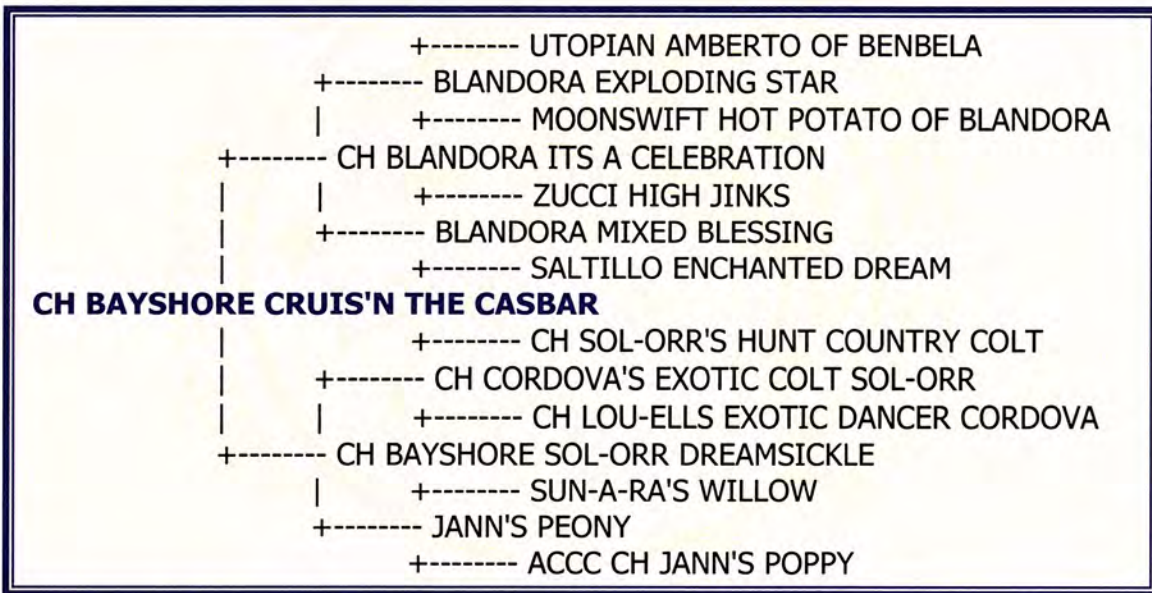 +-------- UTOPIAN AMBERTO OF BENBELA
+-------- BLANDORA EXPLODING STAR
| +-------- MOONSWIFT HOT POTATO OF BLANDORA
+-------- CH BLANDORA ITS A CELEBRATION
| | +-------- ZUCCI HIGH JINKS
| +-------- BLANDORA MIXED BLESSING
| +-------- SALTILLO ENCHANTED DREAM
CH BAYSHORE CRUIS'N THE CASBAR
| +-------- CH SOL-ORR'S HUNT COUNTRY COLT
| +-------- CH CORDOVA'S EXOTIC COLT SOL-ORR
| | +-------- CH LOU-ELLS EXOTIC DANCER CORDOVA
+-------- CH BAYSHORE SOL-ORR DREAMSICKLE
| +-------- SUN-A-RA'S WILLOW
+-------- JANN'S PEONY
+-------- ACCC CH JANN'S POPPY